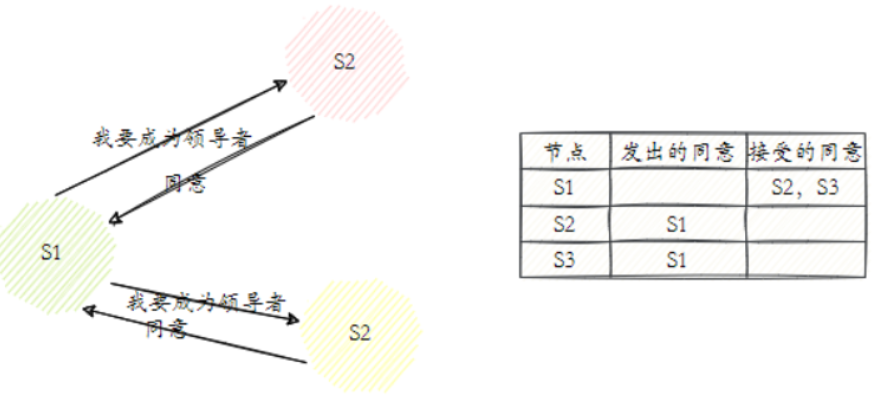 S2
我要成为领导者
同意
S1
我要成为领导者
同意
S2
节点 发出的同意 接受的同意
S1 S2，S3
S2 S1
S3 S1